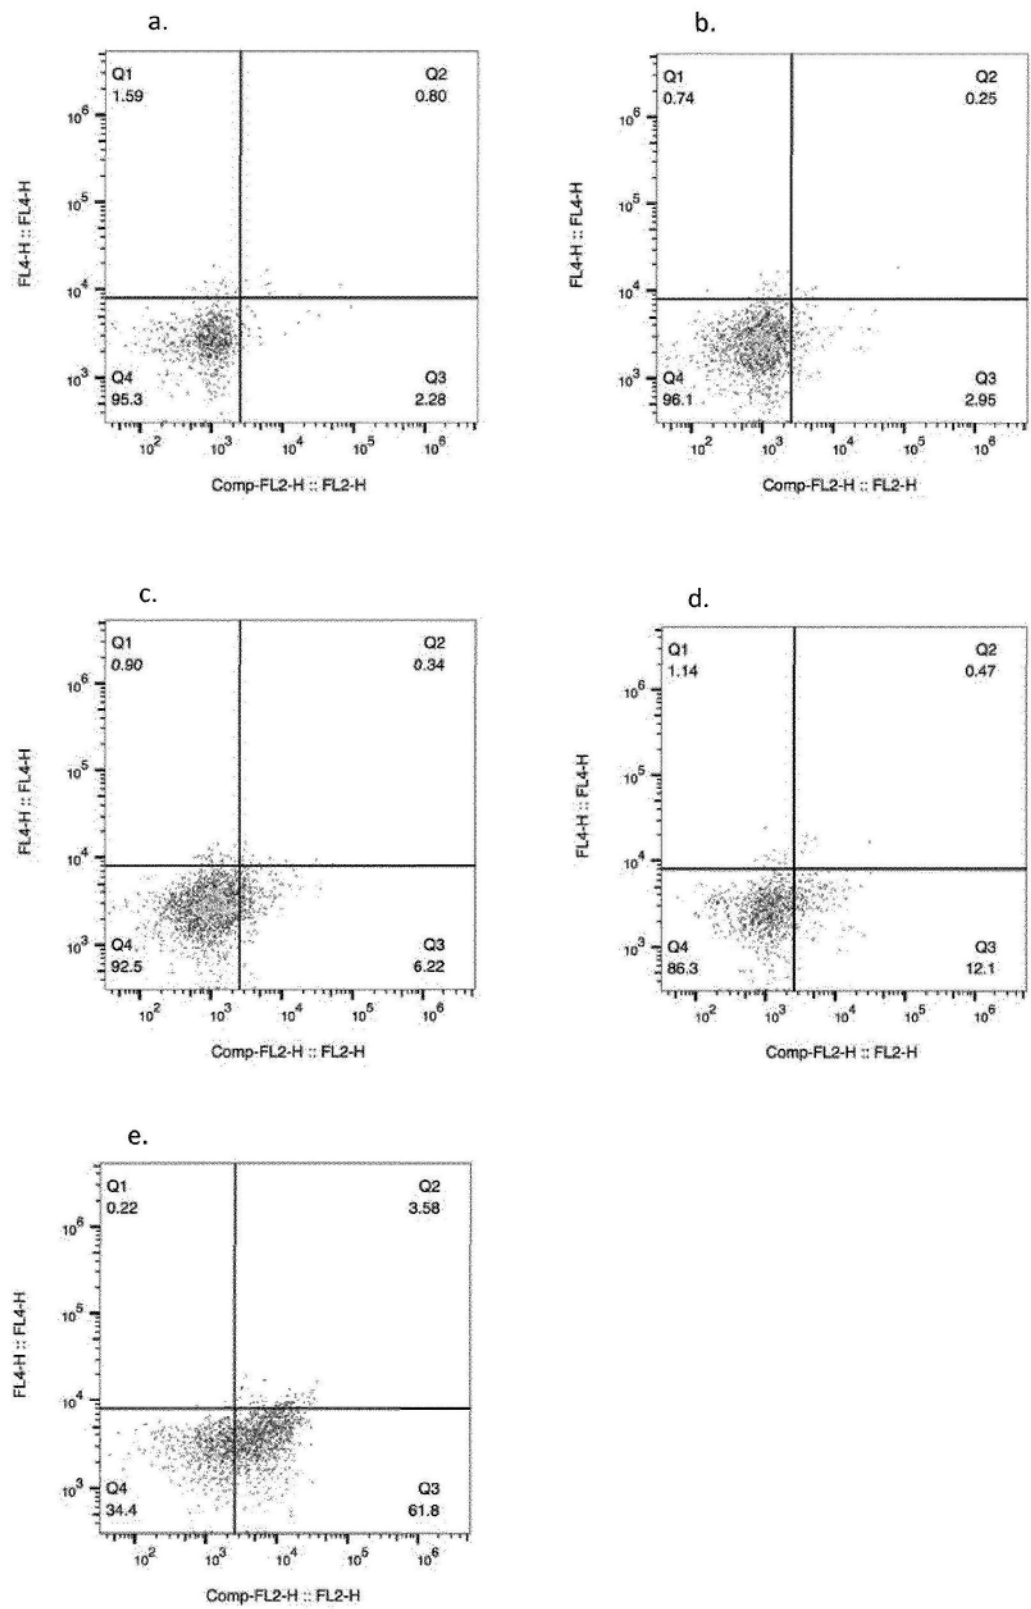 a.
Q1
1.59
Q2
0.80
10^6
10^5
10^4
10^3
FL4-H :: FL4-H
Q4
95.3
Q3
2.28
10^2 10^3 10^4 10^5 10^6
Comp-FL2-H :: FL2-H
b.
Q1
0.74
Q2
0.25
10^6
10^5
10^4
10^3
FL4-H :: FL4-H
Q4
96.1
Q3
2.95
10^2 10^3 10^4 10^5 10^6
Comp-FL2-H :: FL2-H
c.
Q1
0.90
Q2
0.34
10^6
10^5
10^4
10^3
FL4-H :: FL4-H
Q4
92.5
Q3
6.22
10^2 10^3 10^4 10^5 10^6
Comp-FL2-H :: FL2-H
d.
Q1
1.14
Q2
0.47
10^6
10^5
10^4
10^3
FL4-H :: FL4-H
Q4
86.3
Q3
12.1
10^2 10^3 10^4 10^5 10^6
Comp-FL2-H :: FL2-H
e.
Q1
0.22
Q2
3.58
10^6
10^5
10^4
10^3
FL4-H :: FL4-H
Q4
34.4
Q3
61.8
10^2 10^3 10^4 10^5 10^6
Comp-FL2-H :: FL2-H